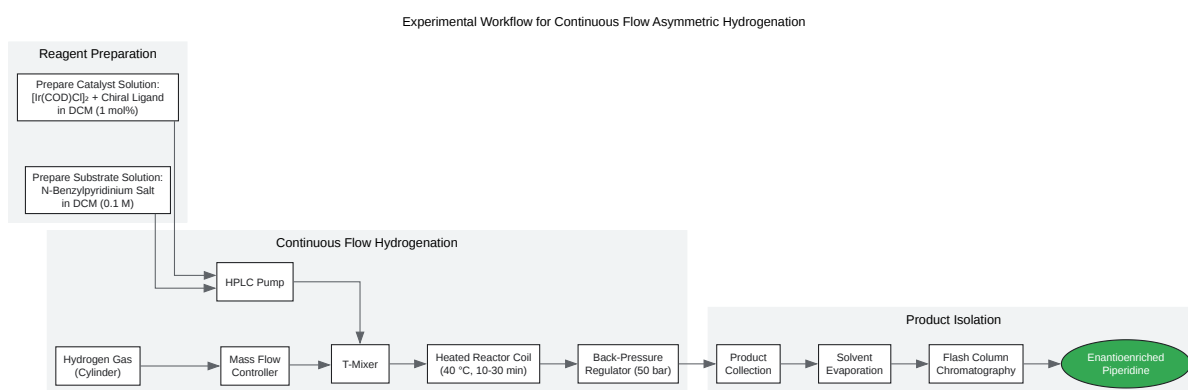 Experimental Workflow for Continuous Flow Asymmetric Hydrogenation
Reagent Preparation
Prepare Catalyst Solution:
[Ir(COD)Cl]₂ + Chiral Ligand
in DCM (1 mol%)
Prepare Substrate Solution:
N-Benzylpyridinium Salt
in DCM (0.1 M)
Continuous Flow Hydrogenation
HPLC Pump
Hydrogen Gas
(Cylinder)
Mass Flow
Controller
T-Mixer
Heated Reactor Coil
(40 °C, 10-30 min)
Back-Pressure
Regulator (50 bar)
Product Isolation
Product
Collection
Solvent
Evaporation
Flash Column
Chromatography
Enantioenriched
Piperidine